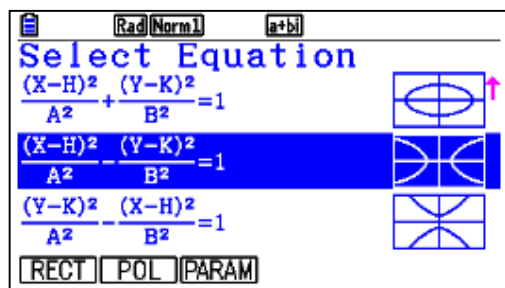 Rad Norm1 a+bi
Select Equation
(X-H)²/A² + (Y-K)²/B² =1
(X-H)²/A² - (Y-K)²/B² =1
(Y-K)²/A² - (X-H)²/B² =1
RECT POL PARAM